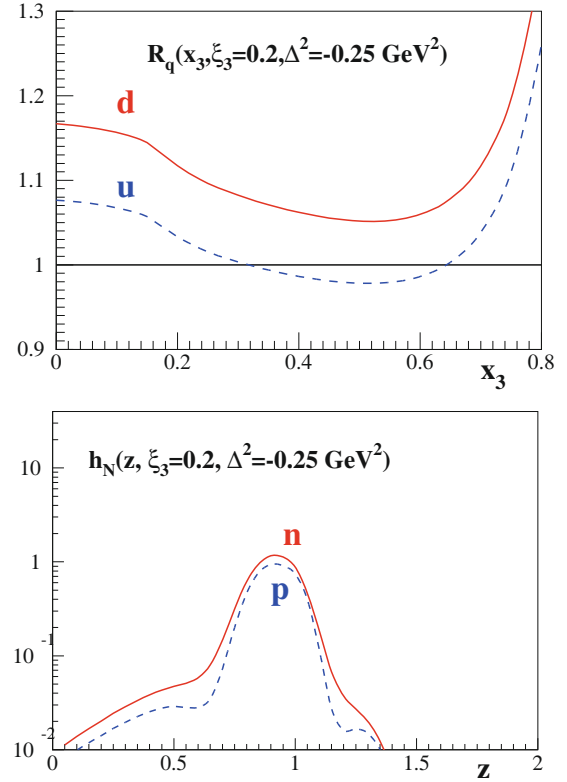 1.3
R_q(x_3,ξ_3=0.2,Δ^2=-0.25 GeV^2)
1.2
d
u
1.1
1
0.9
0 0.2 0.4 0.6 0.8
x_3
h_N(z, ξ_3=0.2, Δ^2=-0.25 GeV^2)
10
n
1
p
10^-1
10^-2
0 0.5 1 1.5 2
z